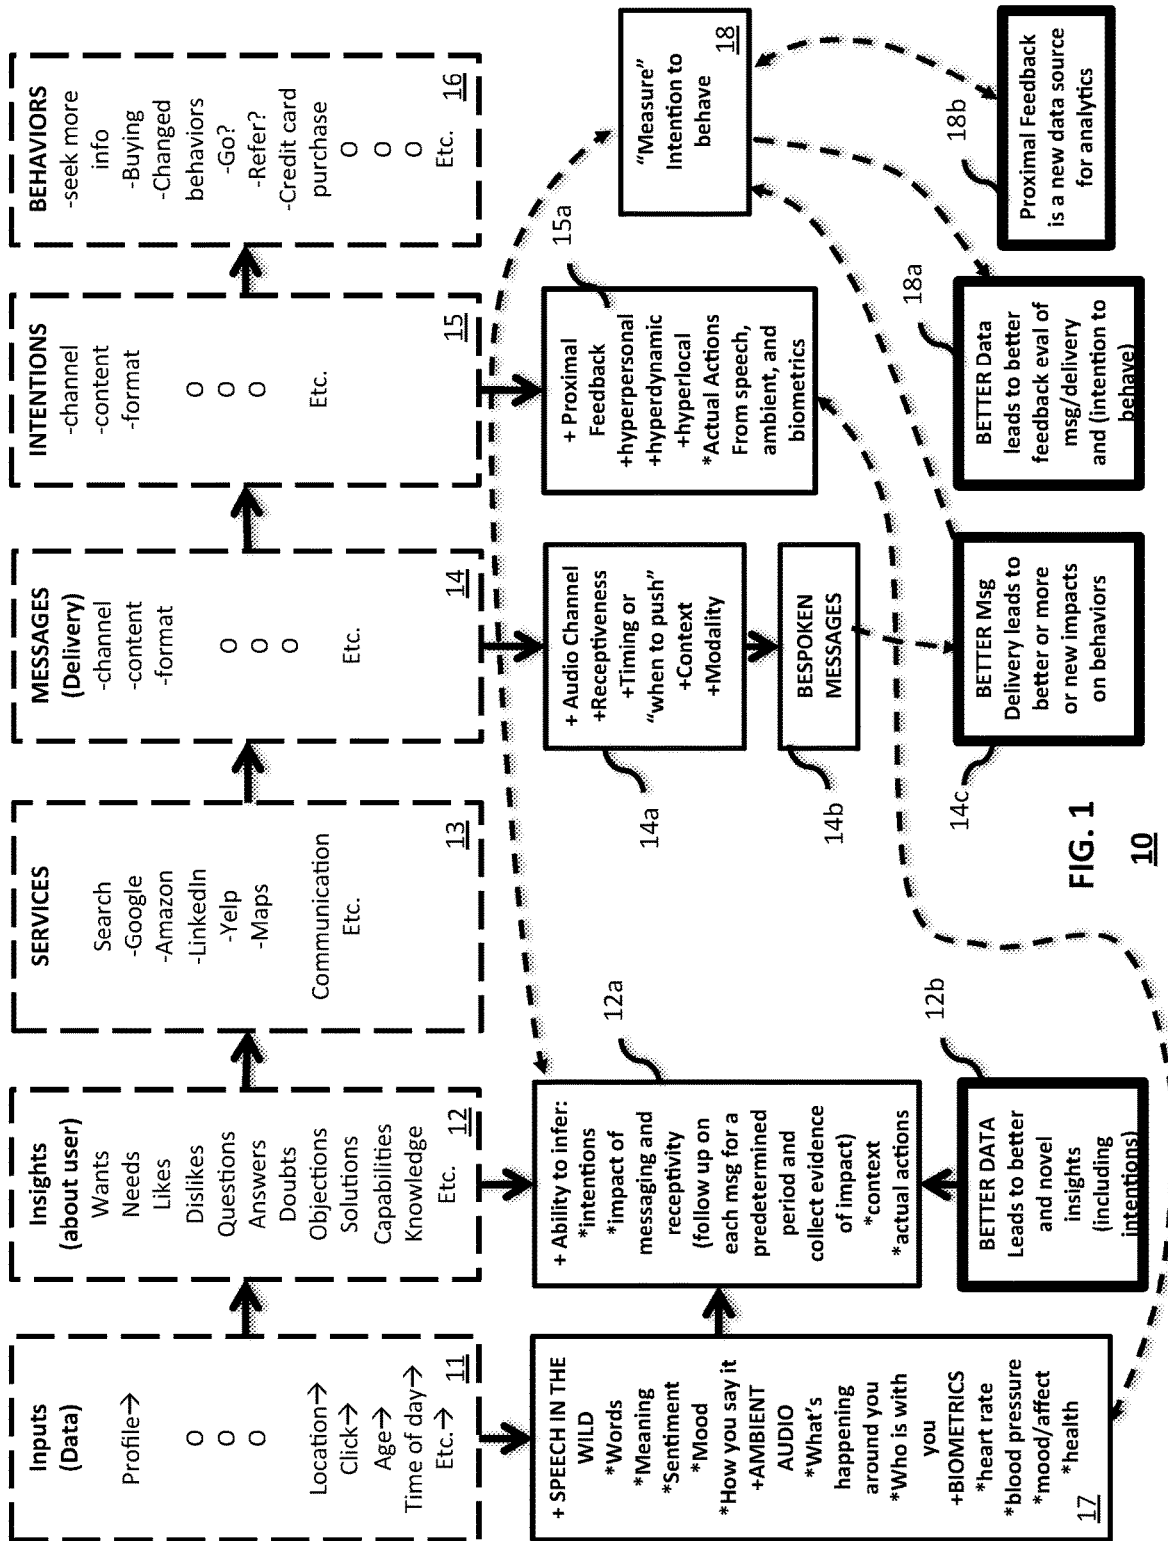 Inputs
(Data)
Profile→
O
O
O
Location→
Click→
Age→
Time of day→
Etc.→
11
Insights
(about user)
Wants
Needs
Likes
Dislikes
Questions
Answers
Doubts
Objections
Solutions
Capabilities
Knowledge
Etc.
12
SERVICES
Search
-Google
-Amazon
-LinkedIn
-Yelp
-Maps
Communication
Etc.
13
MESSAGES
(Delivery)
-channel
-content
-format
O
O
O
Etc.
14
INTENTIONS
-channel
-content
-format
O
O
O
Etc.
15
BEHAVIORS
-seek more
info
-Buying
-Changed
behaviors
-Go?
-Refer?
-Credit card
purchase
O
O
O
Etc.
16
+ SPEECH IN THE
WILD
*Words
*Meaning
*Sentiment
*Mood
*How you say it
+AMBIENT
AUDIO
*What's
happening
around you
*Who is with
you
+BIOMETRICS
*heart rate
*blood pressure
*mood/affect
*health
17
+ Ability to infer:
*intentions
*impact of
messaging and
receptivity
(follow up on
each msg for a
predetermined
period and
collect evidence
of impact)
*context
*actual actions
12a
BETTER DATA
Leads to better
and novel
insights
(including
intentions)
12b
+ Audio Channel
+Receptiveness
+Timing or
“when to push”
+Context
+Modality
14a
BESPOKEN
MESSAGES
14b
BETTER Msg
Delivery leads to
better or more
or new impacts
on behaviors
14c
+ Proximal
Feedback
+hyperpersonal
+hyperdynamic
+hyperlocal
*Actual Actions
From speech,
ambient, and
biometrics
15a
“Measure”
Intention to
behave
18
BETTER Data
leads to better
feedback eval of
msg/delivery
and (intention to
behave)
18a
Proximal Feedback
is a new data source
for analytics
18b
FIG. 1
10